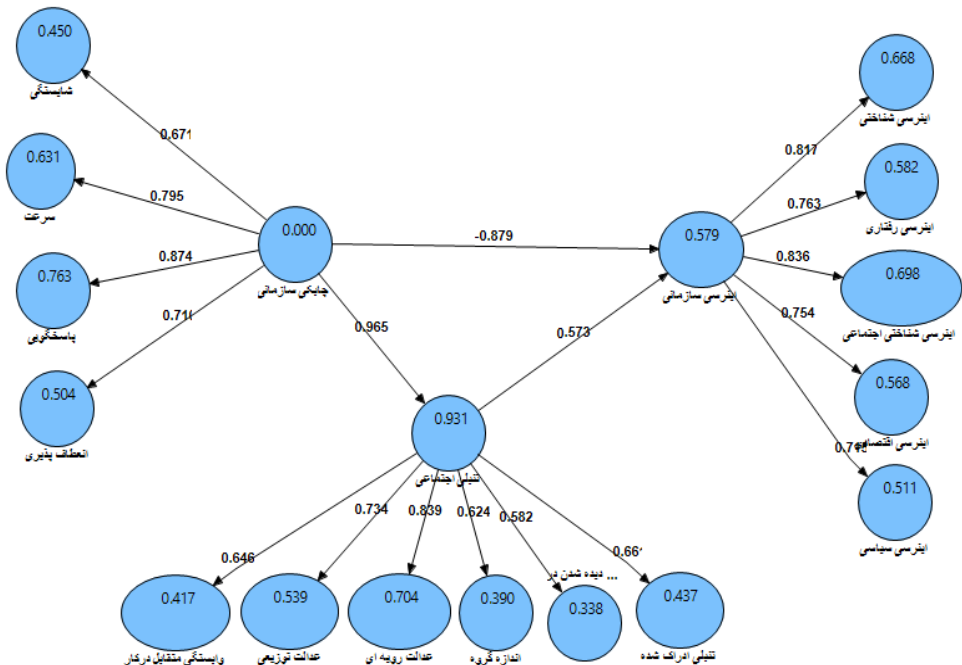 0.450
شایستگی
0.671
0.631
سرعت
0.795
0.763
پاسخگویی
0.874
0.504
انعطاف پذیری
0.710
0.000
چابکی سازمانی
-0.879
0.965
0.579
اینرسی سازمانی
0.573
0.668
اینرسی شناختی
0.817
0.582
اینرسی رفتاری
0.763
0.698
اینرسی شناختی اجتماعی
0.836
0.568
اینرسی اقتصادی
0.754
0.511
اینرسی سیاسی
0.931
تنبلی اجتماعی
0.646
0.734
0.839
0.624
0.582
0.417
وابستگی متقابل درکار
0.539
عدالت توزیعی
0.704
عدالت رویه ای
0.390
اندازه گروه
دیده شدن در ...
0.338
0.437
تنبلی ادراک شده